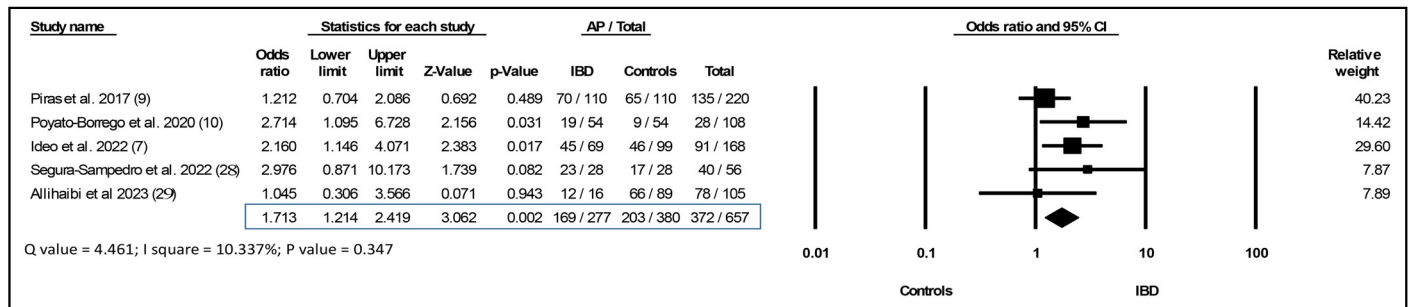 Study name Statistics for each study AP / Total Odds ratio and 95% CI
Odds ratio Lower limit Upper limit Z-Value p-Value IBD Controls Total Relative weight
Piras et al. 2017 (9) 1.212 0.704 2.086 0.692 0.489 70 / 110 65 / 110 135 / 220 40.23
Poyato-Borrego et al. 2020 (10) 2.714 1.095 6.728 2.156 0.031 19 / 54 9 / 54 28 / 108 14.42
Ideo et al. 2022 (7) 2.160 1.146 4.071 2.383 0.017 45 / 69 46 / 99 91 / 168 29.60
Segura-Sampedro et al. 2022 (28) 2.976 0.871 10.173 1.739 0.082 23 / 28 17 / 28 40 / 56 7.87
Allihaibi et al 2023 (29) 1.045 0.306 3.566 0.071 0.943 12 / 16 66 / 89 78 / 105 7.89
1.713 1.214 2.419 3.062 0.002 169 / 277 203 / 380 372 / 657
Q value = 4.461; I square = 10.337%; P value = 0.347
0.01 0.1 1 10 100
Controls IBD